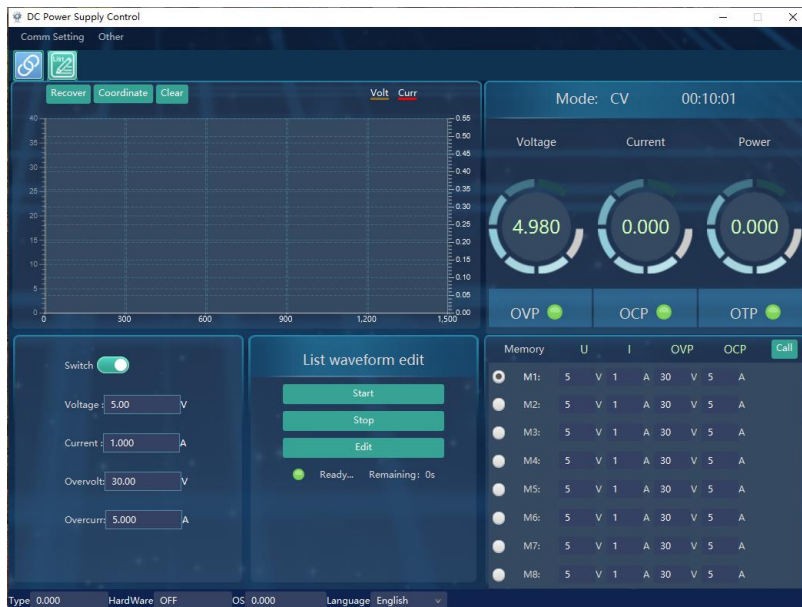 DC Power Supply Control
Comm Setting Other
List
Recover Coordinate Clear Volt Curr
40
35
30
25
20
15
10
5
0
0.55
0.50
0.45
0.40
0.35
0.30
0.25
0.20
0.15
0.10
0.05
0.00
0 300 600 900 1,200 1,500
Mode: CV 00:10:01
Voltage Current Power
4.980 0.000 0.000
OVP OCP OTP
Switch
Voltage : 5.00 V
Current : 1.000 A
Overvolt: 30.00 V
Overcurr: 5.000 A
List waveform edit
Start
Stop
Edit
Ready... Remaining: 0s
Memory U I OVP OCP Call
M1: 5 V 1 A 30 V 5 A
M2: 5 V 1 A 30 V 5 A
M3: 5 V 1 A 30 V 5 A
M4: 5 V 1 A 30 V 5 A
M5: 5 V 1 A 30 V 5 A
M6: 5 V 1 A 30 V 5 A
M7: 5 V 1 A 30 V 5 A
M8: 5 V 1 A 30 V 5 A
Type 0.000 HardWare OFF OS 0.000 Language English